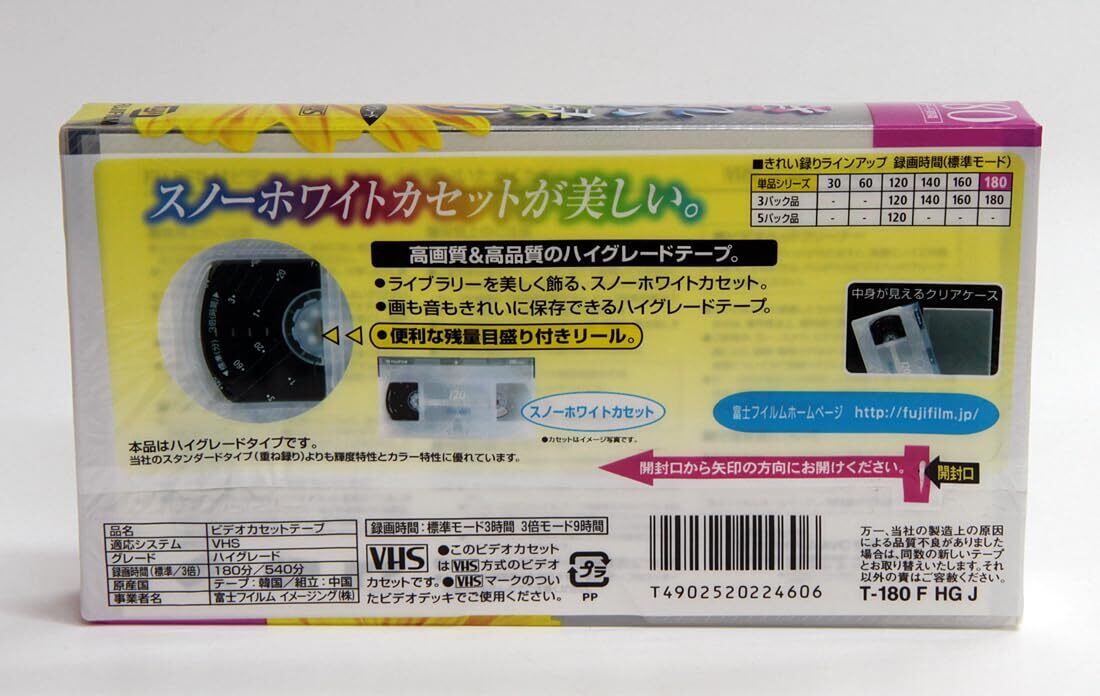 スノーホワイトカセットが美しい。
■きれい録りラインアップ 録画時間(標準モード)
単品シリーズ 30 60 120 140 160 180
3パック品 - - 120 140 160 180
5パック品 - - 120 - - -
高画質&高品質のハイグレードテープ。
●ライブラリーを美しく飾る、スノーホワイトカセット。
●画も音もきれいに保存できるハイグレードテープ。
●便利な残量目盛り付きリール。
中身が見えるクリアケース
120
スノーホワイトカセット
●カセットはイメージ写真です。
富士フイルムホームページ http://fujifilm.jp/
本品はハイグレードタイプです。
当社のスタンダードタイプ(重ね録り)よりも輝度特性とカラー特性に優れています。
開封口から矢印の方向にお開けください。
開封口
品名 ビデオカセットテープ
適応システム VHS
グレード ハイグレード
録画時間(標準/3倍) 180分/540分
原産国 テープ:韓国/組立:中国
事業者名 富士フイルム イメージング(株)
録画時間:標準モード3時間 3倍モード9時間
VHS
●このビデオカセット
はVHS方式のビデオ
カセットです。●VHSマークのつい
たビデオデッキでご使用ください。
プラ
PP
T4902520224606
万一、当社の製造上の原因
による品質不良がありました
場合は、同数の新しいテープ
とお取り替えいたします。それ
以外の責はご容赦ください。
T-180 F HG J